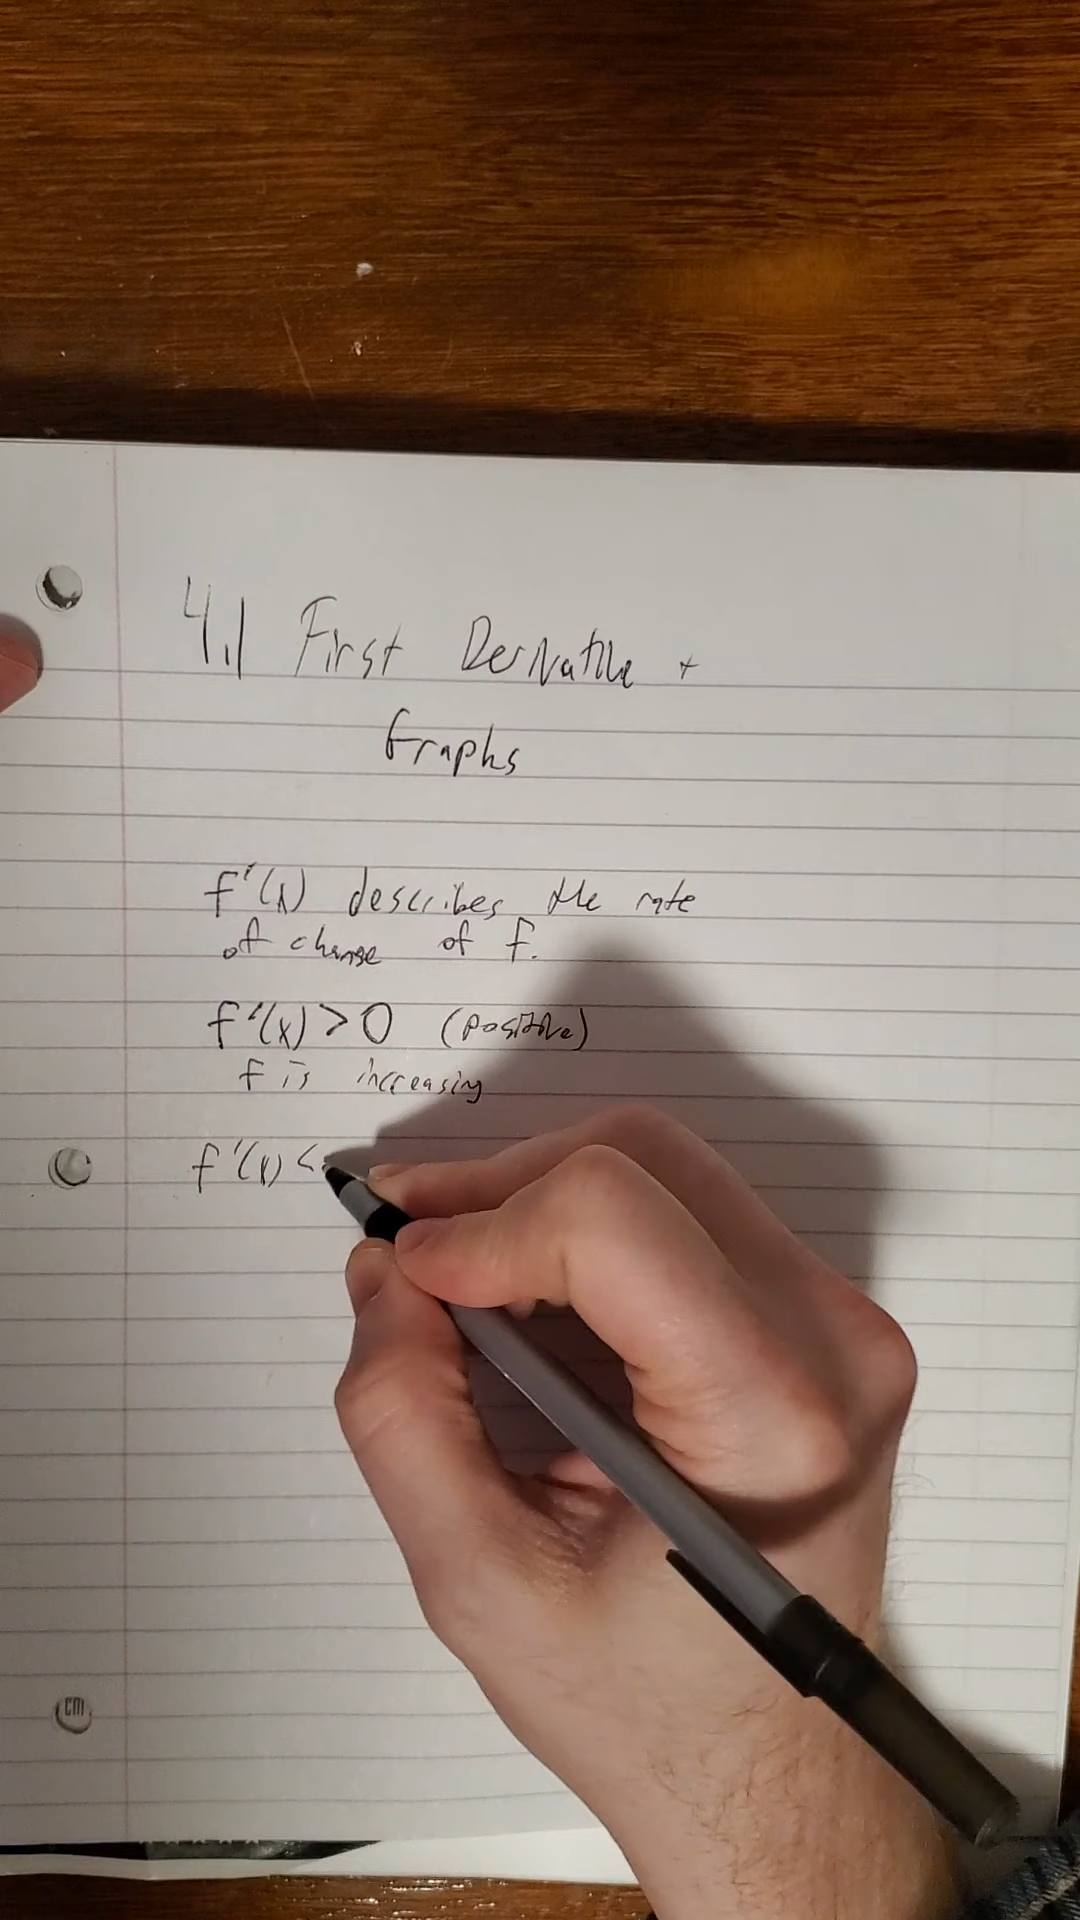 4.1 First Derivative +
Graphs
f'(x) describes the rate
of change of f.
f'(x) > 0 (positive)
f is increasing
f'(x) <